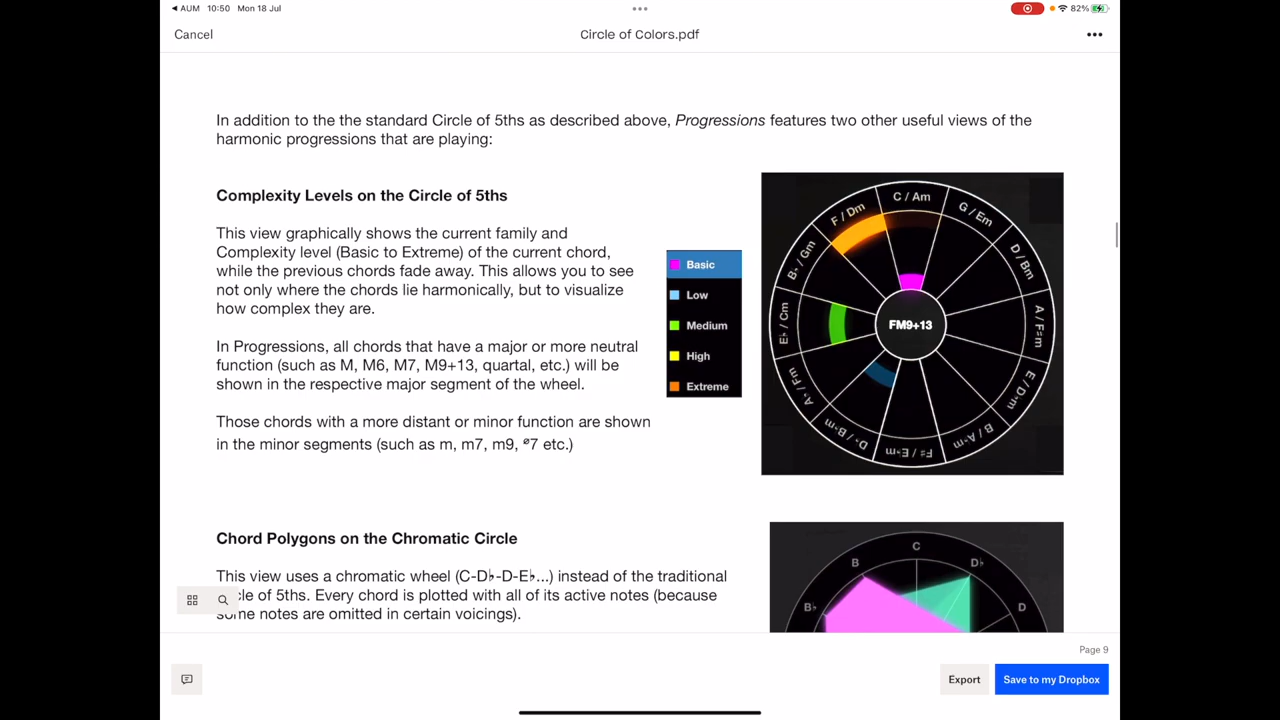 ◀ AUM 10:50 Mon 18 Jul
82%
Cancel
Circle of Colors.pdf
In addition to the the standard Circle of 5ths as described above, Progressions features two other useful views of the
harmonic progressions that are playing:
Complexity Levels on the Circle of 5ths
This view graphically shows the current family and
Complexity level (Basic to Extreme) of the current chord,
while the previous chords fade away. This allows you to see
not only where the chords lie harmonically, but to visualize
how complex they are.
In Progressions, all chords that have a major or more neutral
function (such as M, M6, M7, M9+13, quartal, etc.) will be
shown in the respective major segment of the wheel.
Those chords with a more distant or minor function are shown
in the minor segments (such as m, m7, m9, ø7 etc.)
Basic
Low
Medium
High
Extreme
C / Am
G / Em
D / Bm
A / F♯m
E / D♭m
B / A♭m
F♯ / E♭m
D♭ / B♭m
A♭ / Fm
E♭ / Cm
B♭ / Gm
F / Dm
FM9+13
Chord Polygons on the Chromatic Circle
This view uses a chromatic wheel (C-D♭-D-E♭...) instead of the traditional
cle of 5ths. Every chord is plotted with all of its active notes (because
some notes are omitted in certain voicings).
C
B
D♭
B♭
D
Page 9
Export
Save to my Dropbox